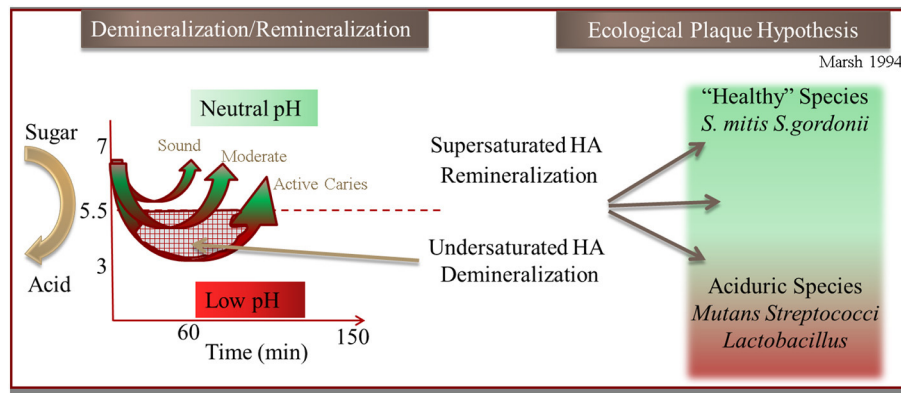 Demineralization/Remineralization
Ecological Plaque Hypothesis
Marsh 1994
Neutral pH
Sugar
Acid
7
5.5
3
Sound
Moderate
Active Caries
Low pH
60
150
Time (min)
Supersaturated HA
Remineralization
Undersaturated HA
Demineralization
“Healthy” Species
S. mitis S.gordonii
Aciduric Species
Mutans Streptococci
Lactobacillus